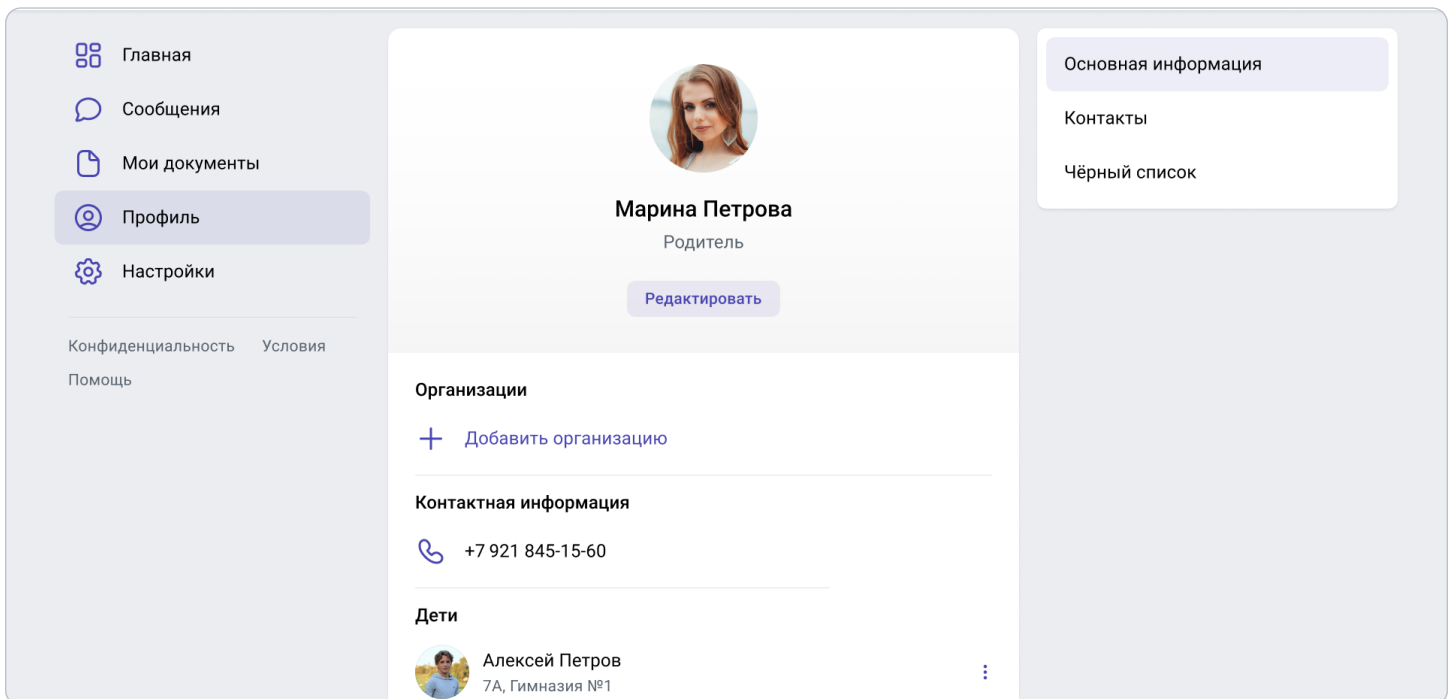 Главная
Сообщения
Мои документы
Профиль
Настройки
Конфиденциальность Условия
Помощь
Марина Петрова
Родитель
Редактировать
Организации
Добавить организацию
Контактная информация
+7 921 845-15-60
Дети
Алексей Петров
7А, Гимназия №1
Основная информация
Контакты
Чёрный список